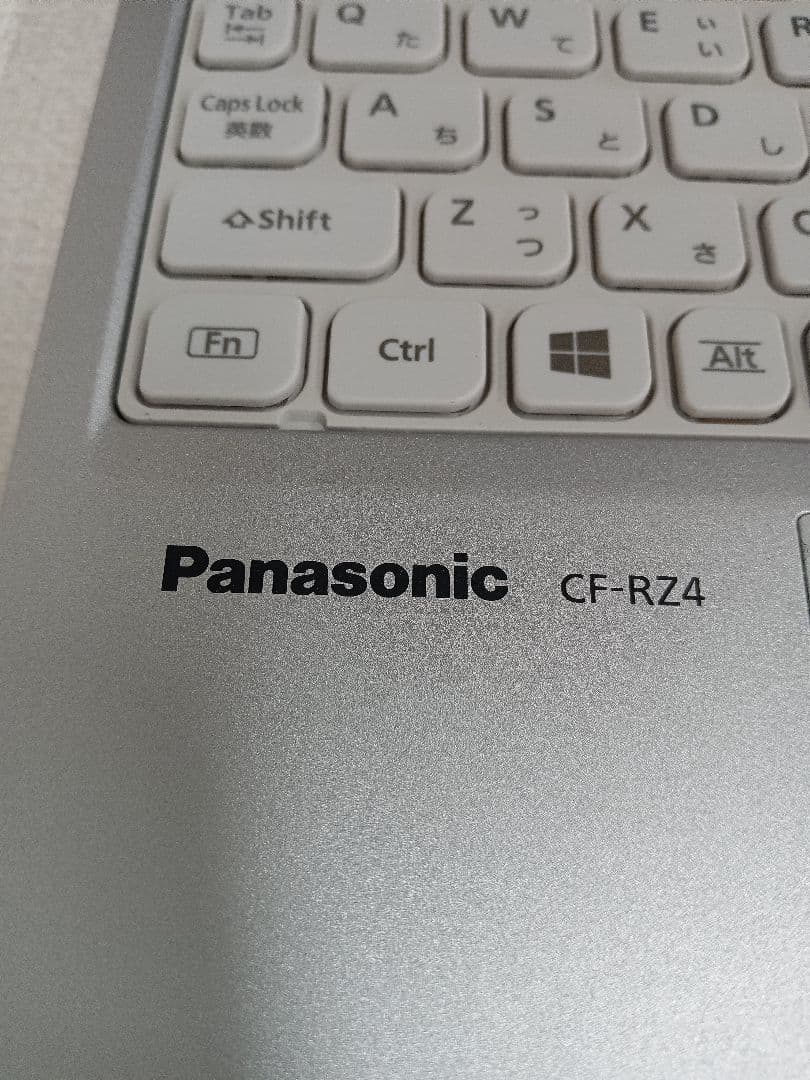 Tab Q た W て E ぃ い R
Caps Lock 英数 A ち S と D し
Shift Z っ つ X さ C
Fn Ctrl Alt
Panasonic CF-RZ4